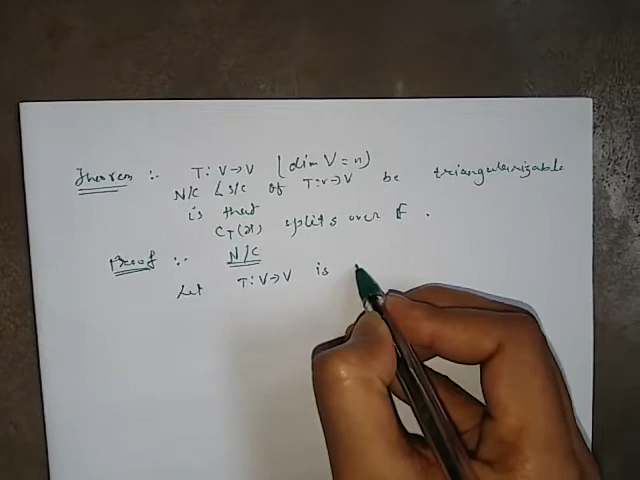 Theorem :- T: V→V (dim V = n)
N/C & S/C of T: V→V be triangularizable
is that
C_T(x) splits over F.
Proof :- N/C
Let T: V→V is